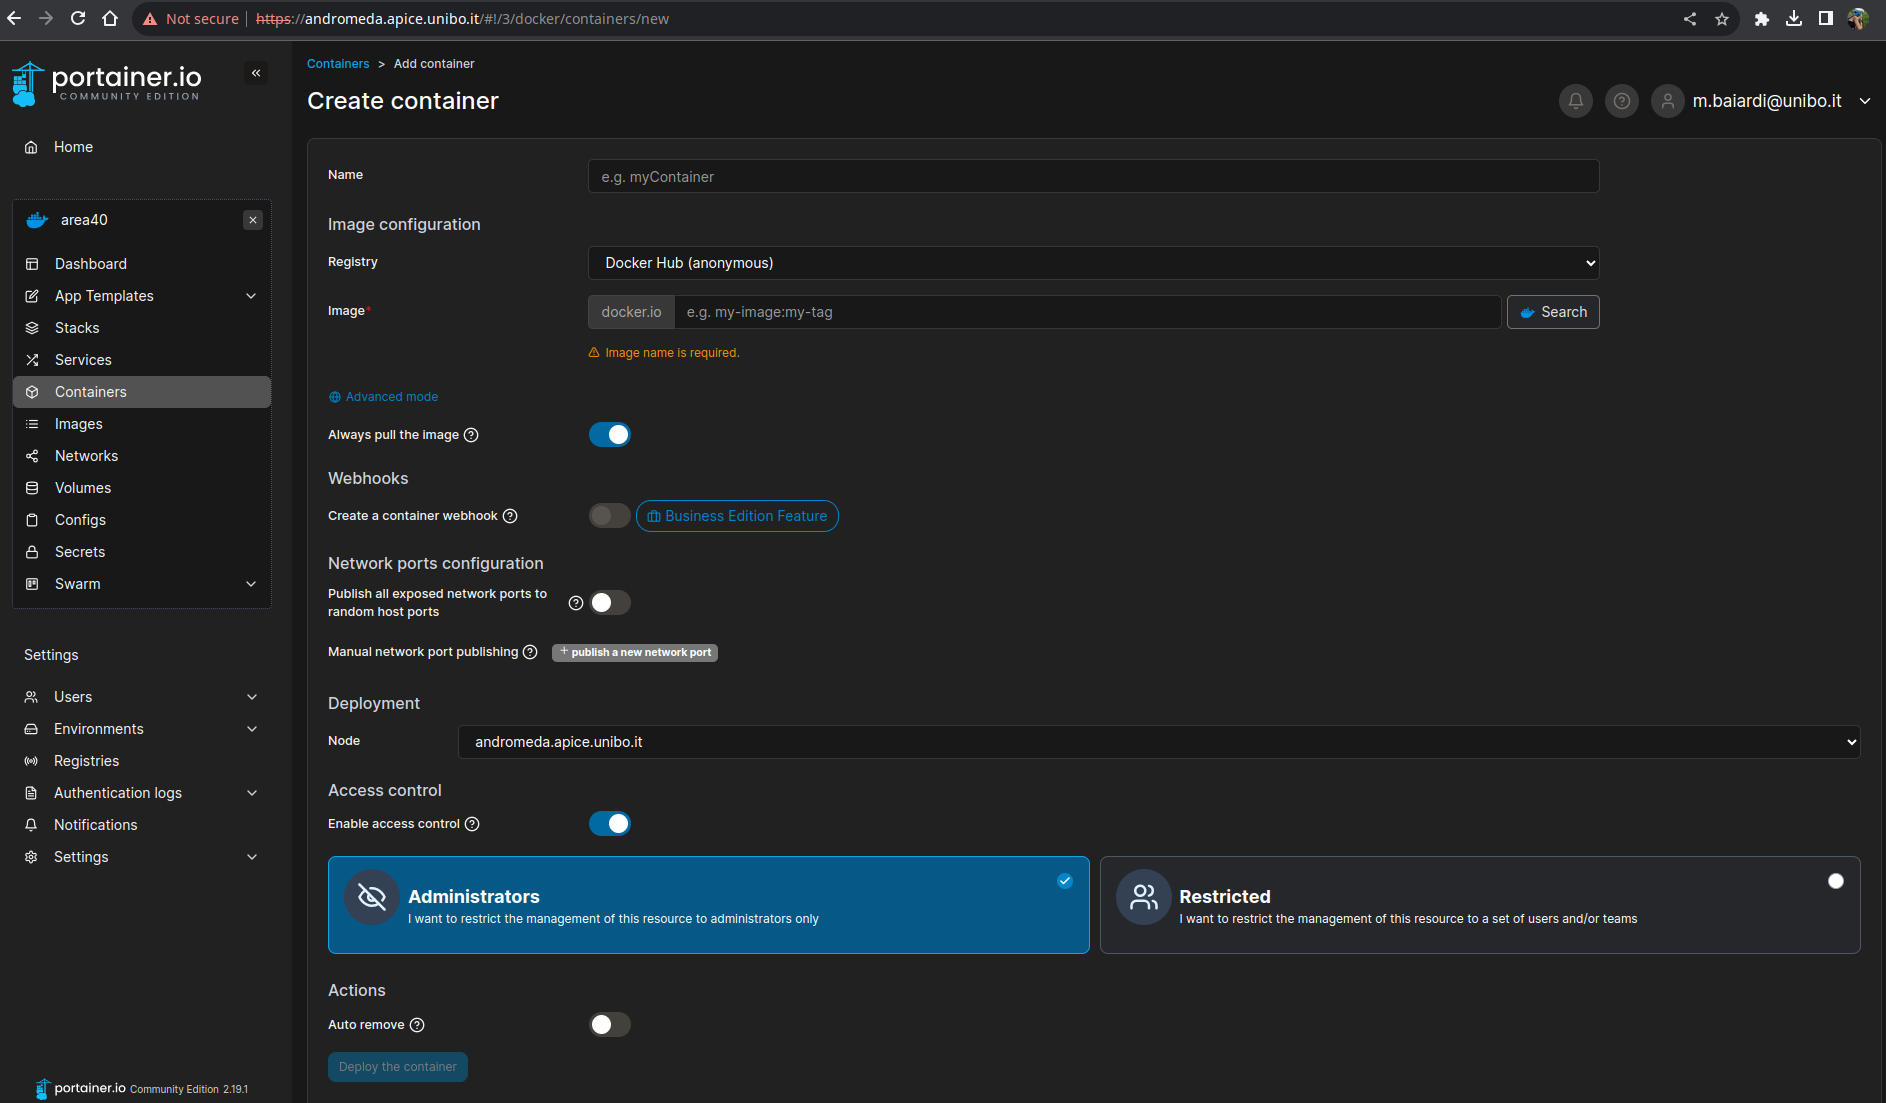 Not secure
https://andromeda.apice.unibo.it/#!/3/docker/containers/new
portainer.io
COMMUNITY EDITION
Home
area40
Dashboard
App Templates
Stacks
Services
Containers
Images
Networks
Volumes
Configs
Secrets
Swarm
Settings
Users
Environments
Registries
Authentication logs
Notifications
Settings
portainer.io Community Edition 2.19.1
Containers > Add container
Create container
m.baiardi@unibo.it
Name
e.g. myContainer
Image configuration
Registry
Docker Hub (anonymous)
Image*
docker.io
e.g. my-image:my-tag
Search
Image name is required.
Advanced mode
Always pull the image
Webhooks
Create a container webhook
Business Edition Feature
Network ports configuration
Publish all exposed network ports to
random host ports
Manual network port publishing
+ publish a new network port
Deployment
Node
andromeda.apice.unibo.it
Access control
Enable access control
Administrators
I want to restrict the management of this resource to administrators only
Restricted
I want to restrict the management of this resource to a set of users and/or teams
Actions
Auto remove
Deploy the container